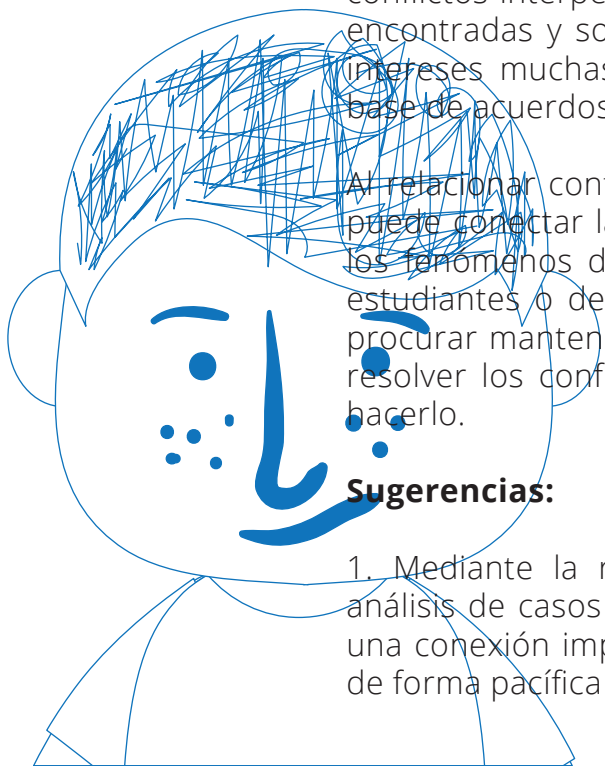 encontradas y so
intereses muchas
base de acuerdos
Al relacionar con
puede conectar la
los fenómenos d
estudiantes o de
procurar manten
resolver los conf
hacerlo.
Sugerencias:
1. Mediante la
análisis de casos
una conexión imp
de forma pacífica